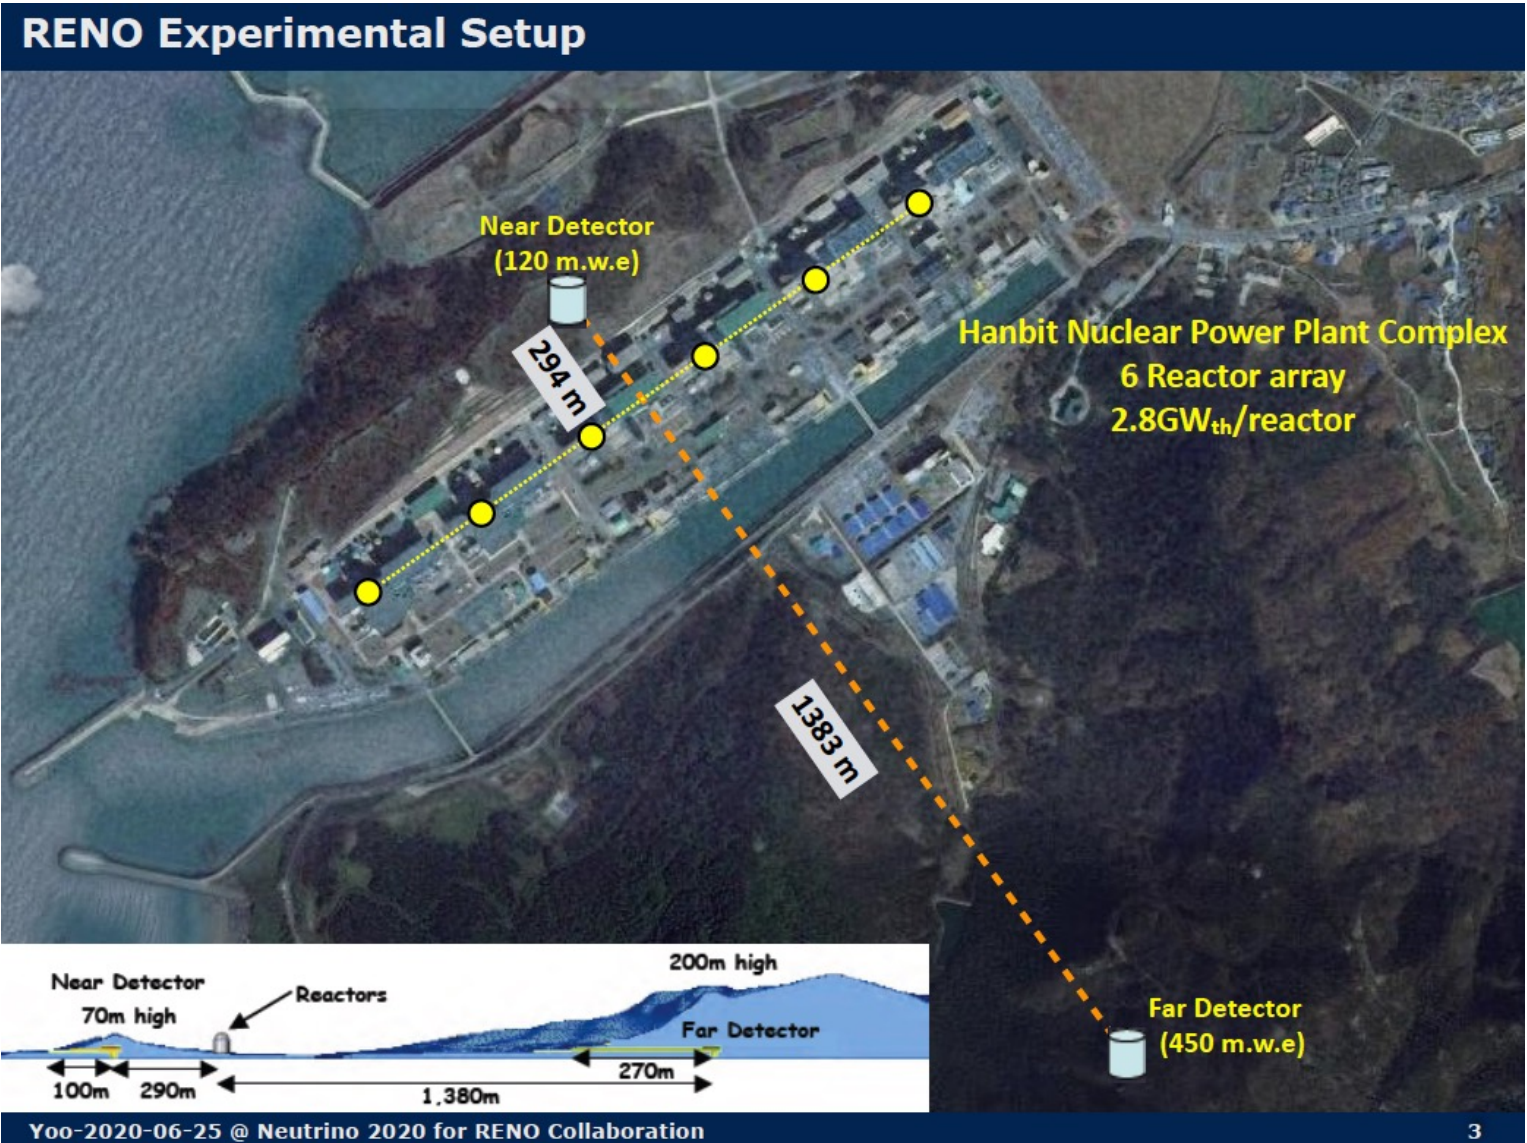 RENO Experimental Setup
Near Detector
(120 m.w.e)
294 m
Hanbit Nuclear Power Plant Complex
6 Reactor array
2.8GWth/reactor
1383 m
Far Detector
(450 m.w.e)
Near Detector
70m high
Reactors
200m high
Far Detector
100m
290m
270m
1,380m
Yoo-2020-06-25 @ Neutrino 2020 for RENO Collaboration
3